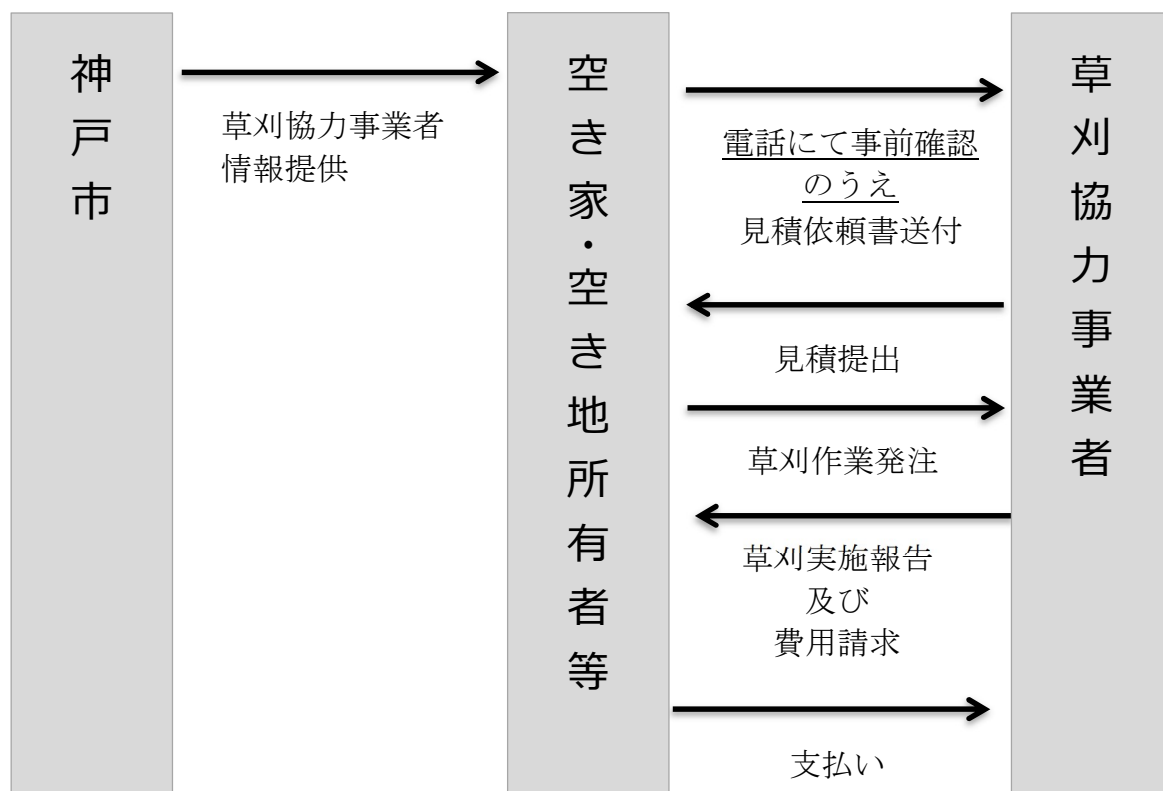 神戸市
草刈協力事業者
情報提供
空き家・空き地所有者等
電話にて事前確認
のうえ
見積依頼書送付
見積提出
草刈作業発注
草刈実施報告
及び
費用請求
支払い
草刈協力事業者